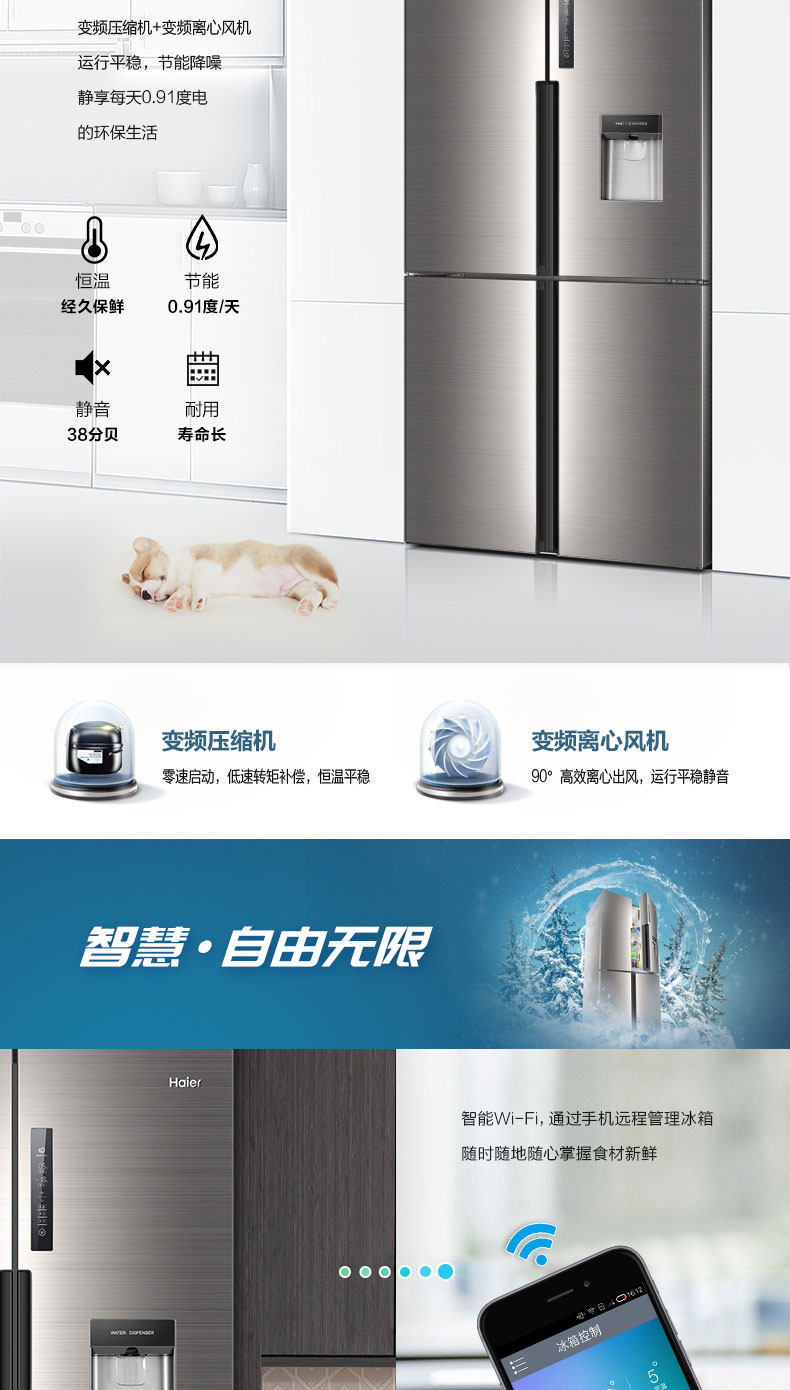 变频压缩机+变频离心风机
运行平稳，节能降噪
静享每天0.91度电
的环保生活
恒温
经久保鲜
节能
0.91度/天
静音
38分贝
耐用
寿命长
变频压缩机
零速启动，低速转矩补偿，恒温平稳
变频离心风机
90°高效离心出风，运行平稳静音
智慧·自由无限
Haier
WATER DISPENSER
智能Wi-Fi, 通过手机远程管理冰箱
随时随地随心掌握食材新鲜
16:12
冰箱控制
5°